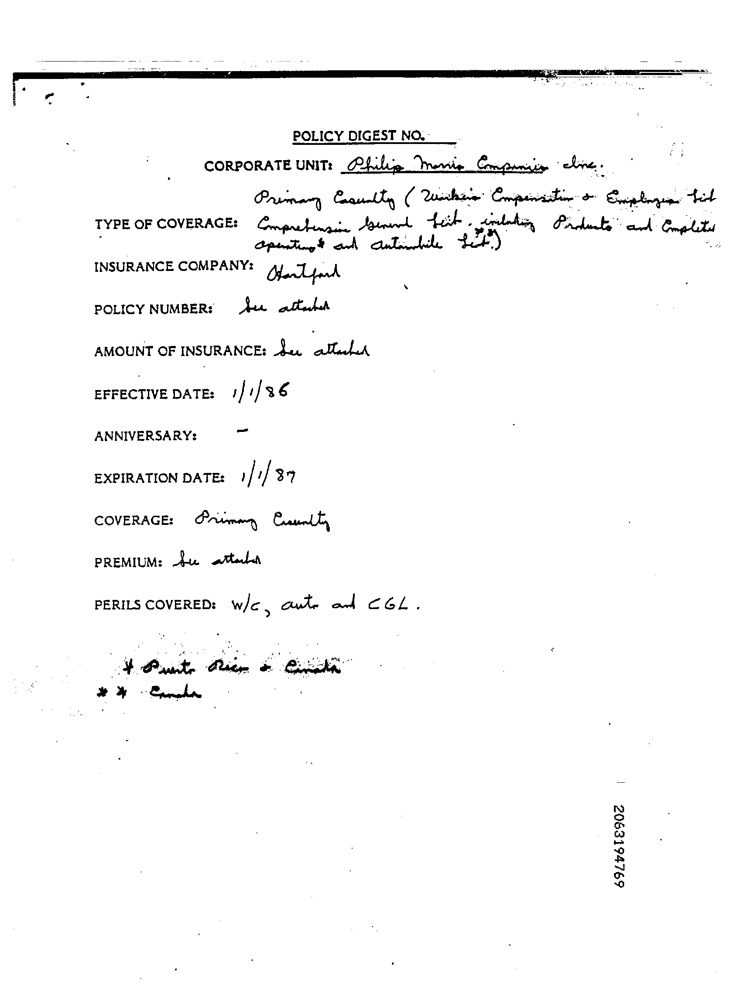 POLICY DIGEST NO.
CORPORATE UNIT: Philip Morris Companies Inc.
Primary Casualty (Workers Compensation & Employers Liab
TYPE OF COVERAGE: Comprehensive General Liab. including Products and Completed
operations* and automobile Liab.**)
INSURANCE COMPANY: Hartford
POLICY NUMBER: See attached
AMOUNT OF INSURANCE: See attached
EFFECTIVE DATE: 1/1/86
ANNIVERSARY: -
EXPIRATION DATE: 1/1/87
COVERAGE: Primary Casualty
PREMIUM: See attached
PERILS COVERED: W/C, auto and CGL.
* Puerto Rico & Canada
** Canada
2063194769